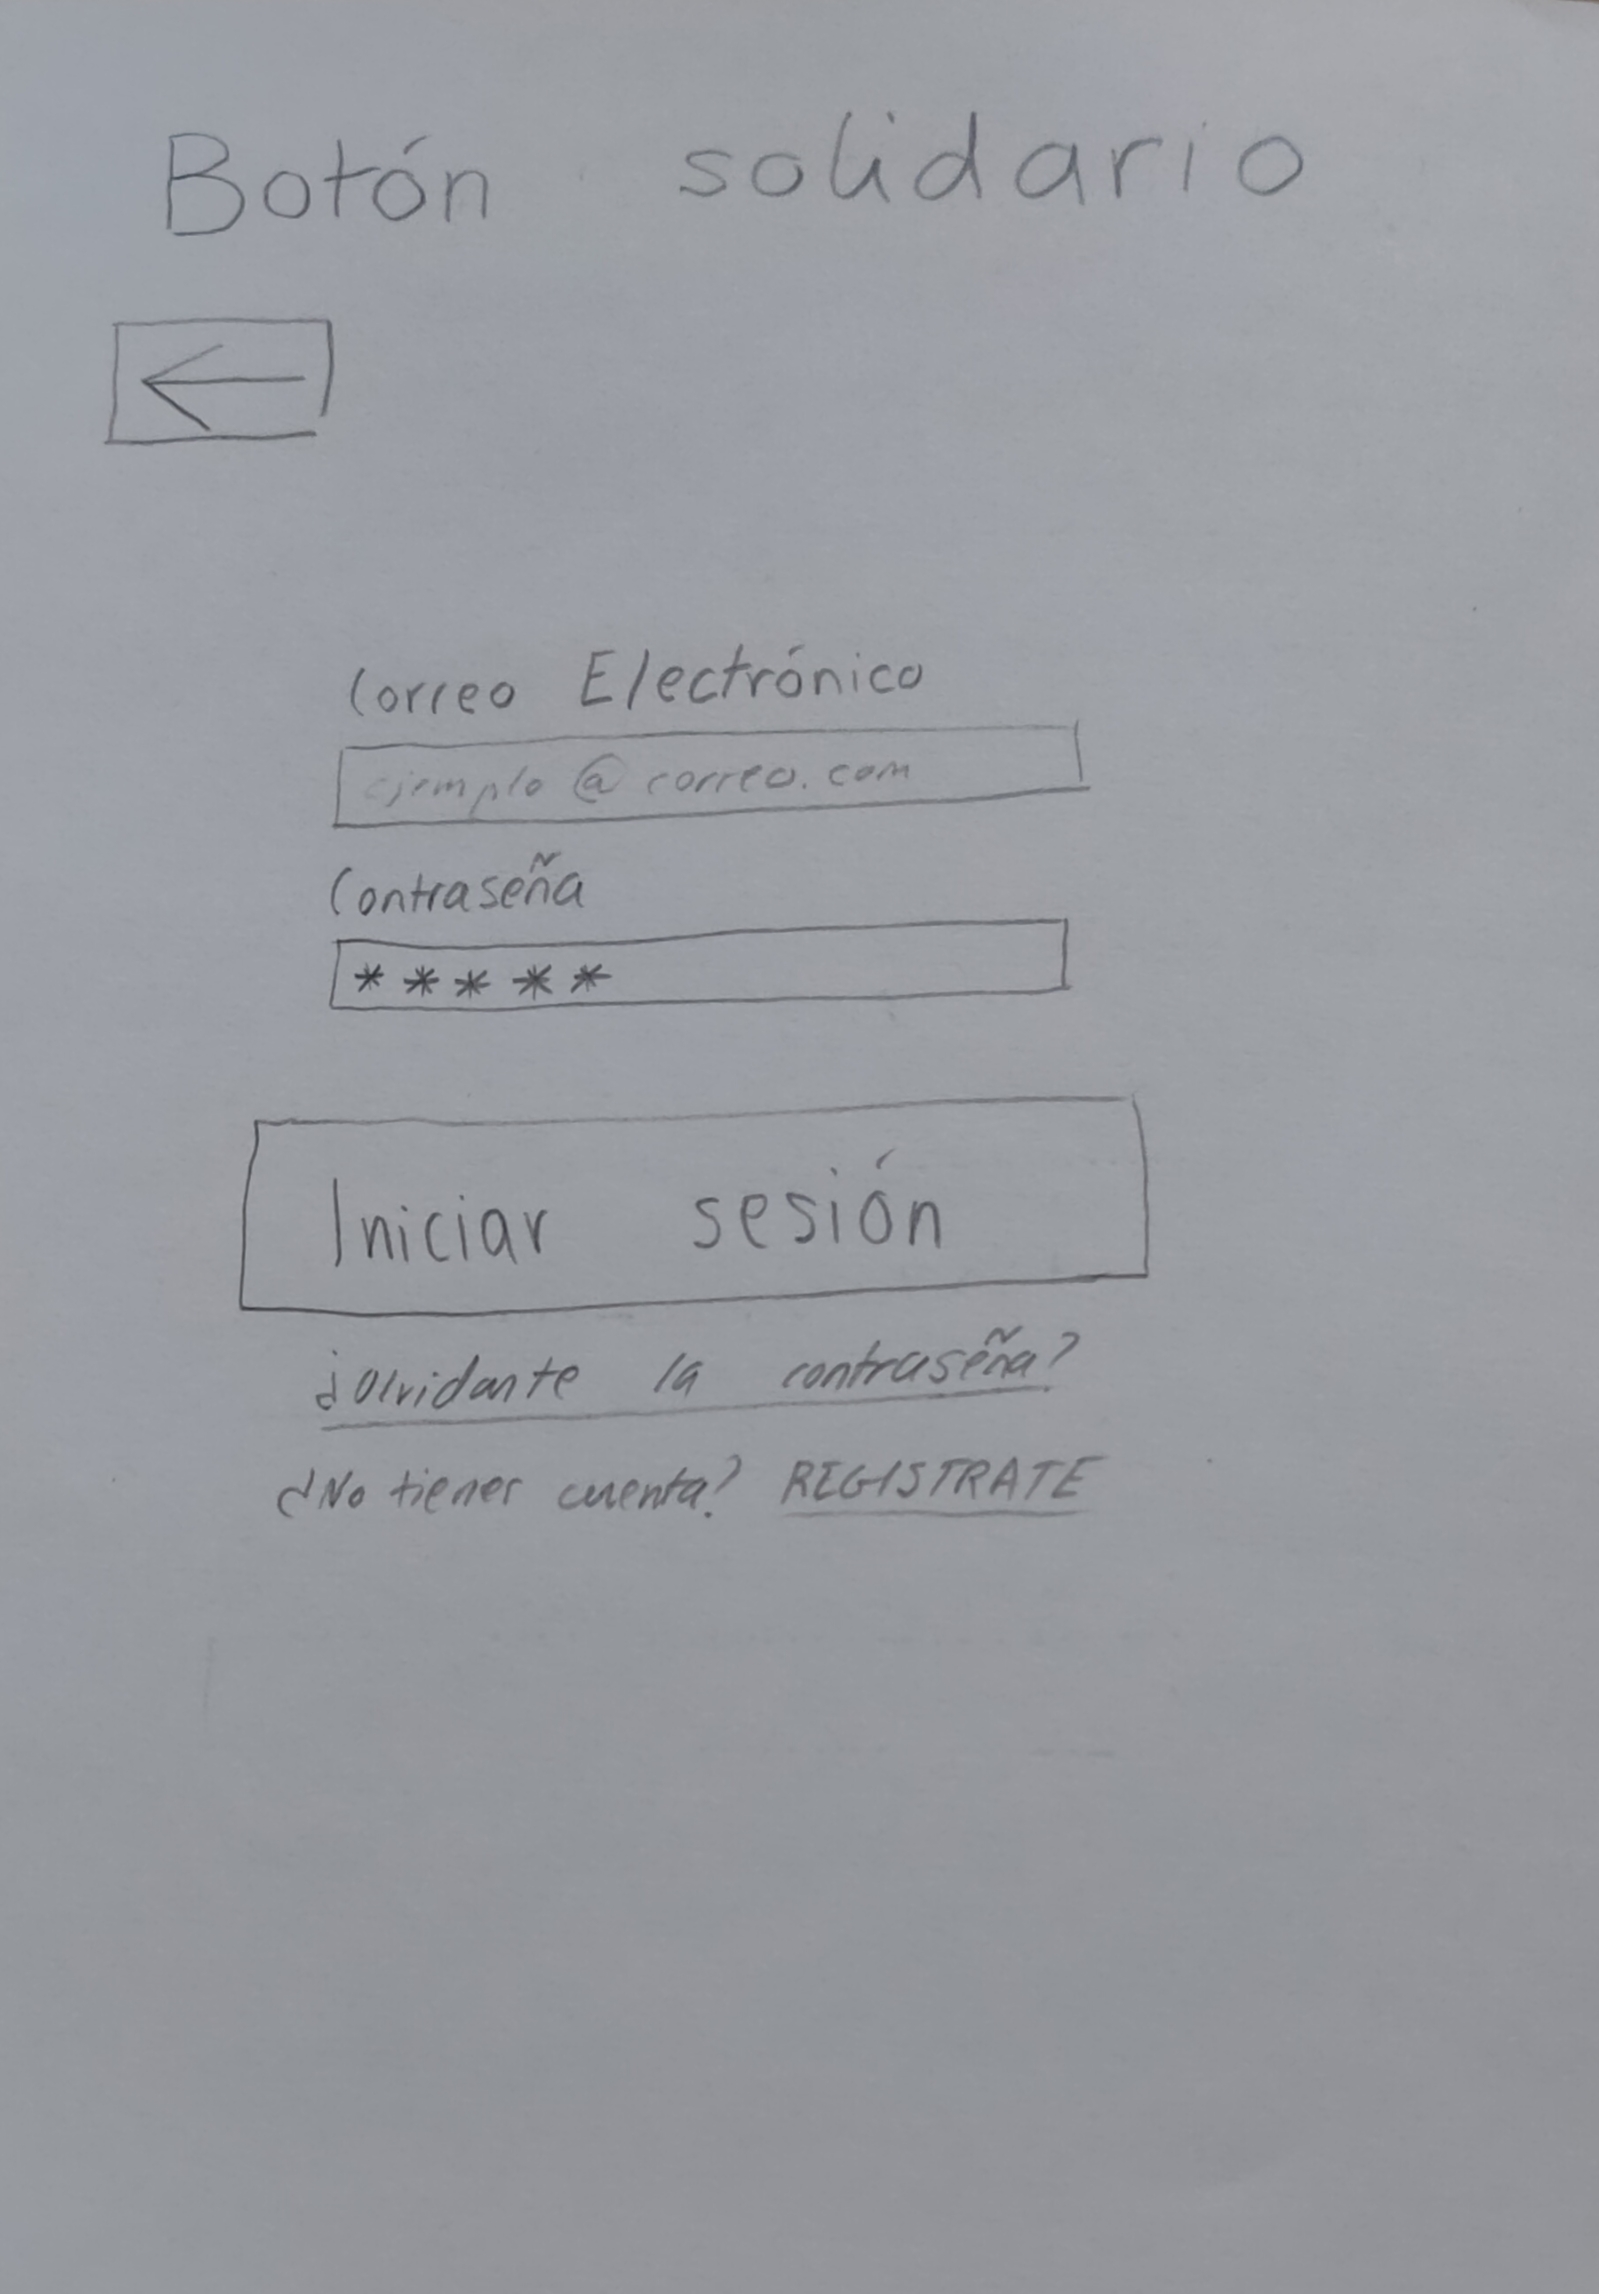 Botón solidario
Correo Electrónico
ejemplo@correo.com
Contraseña
*****
Iniciar sesión
¿Olvidante la contraseña?
¿No tienes cuenta? REGISTRATE